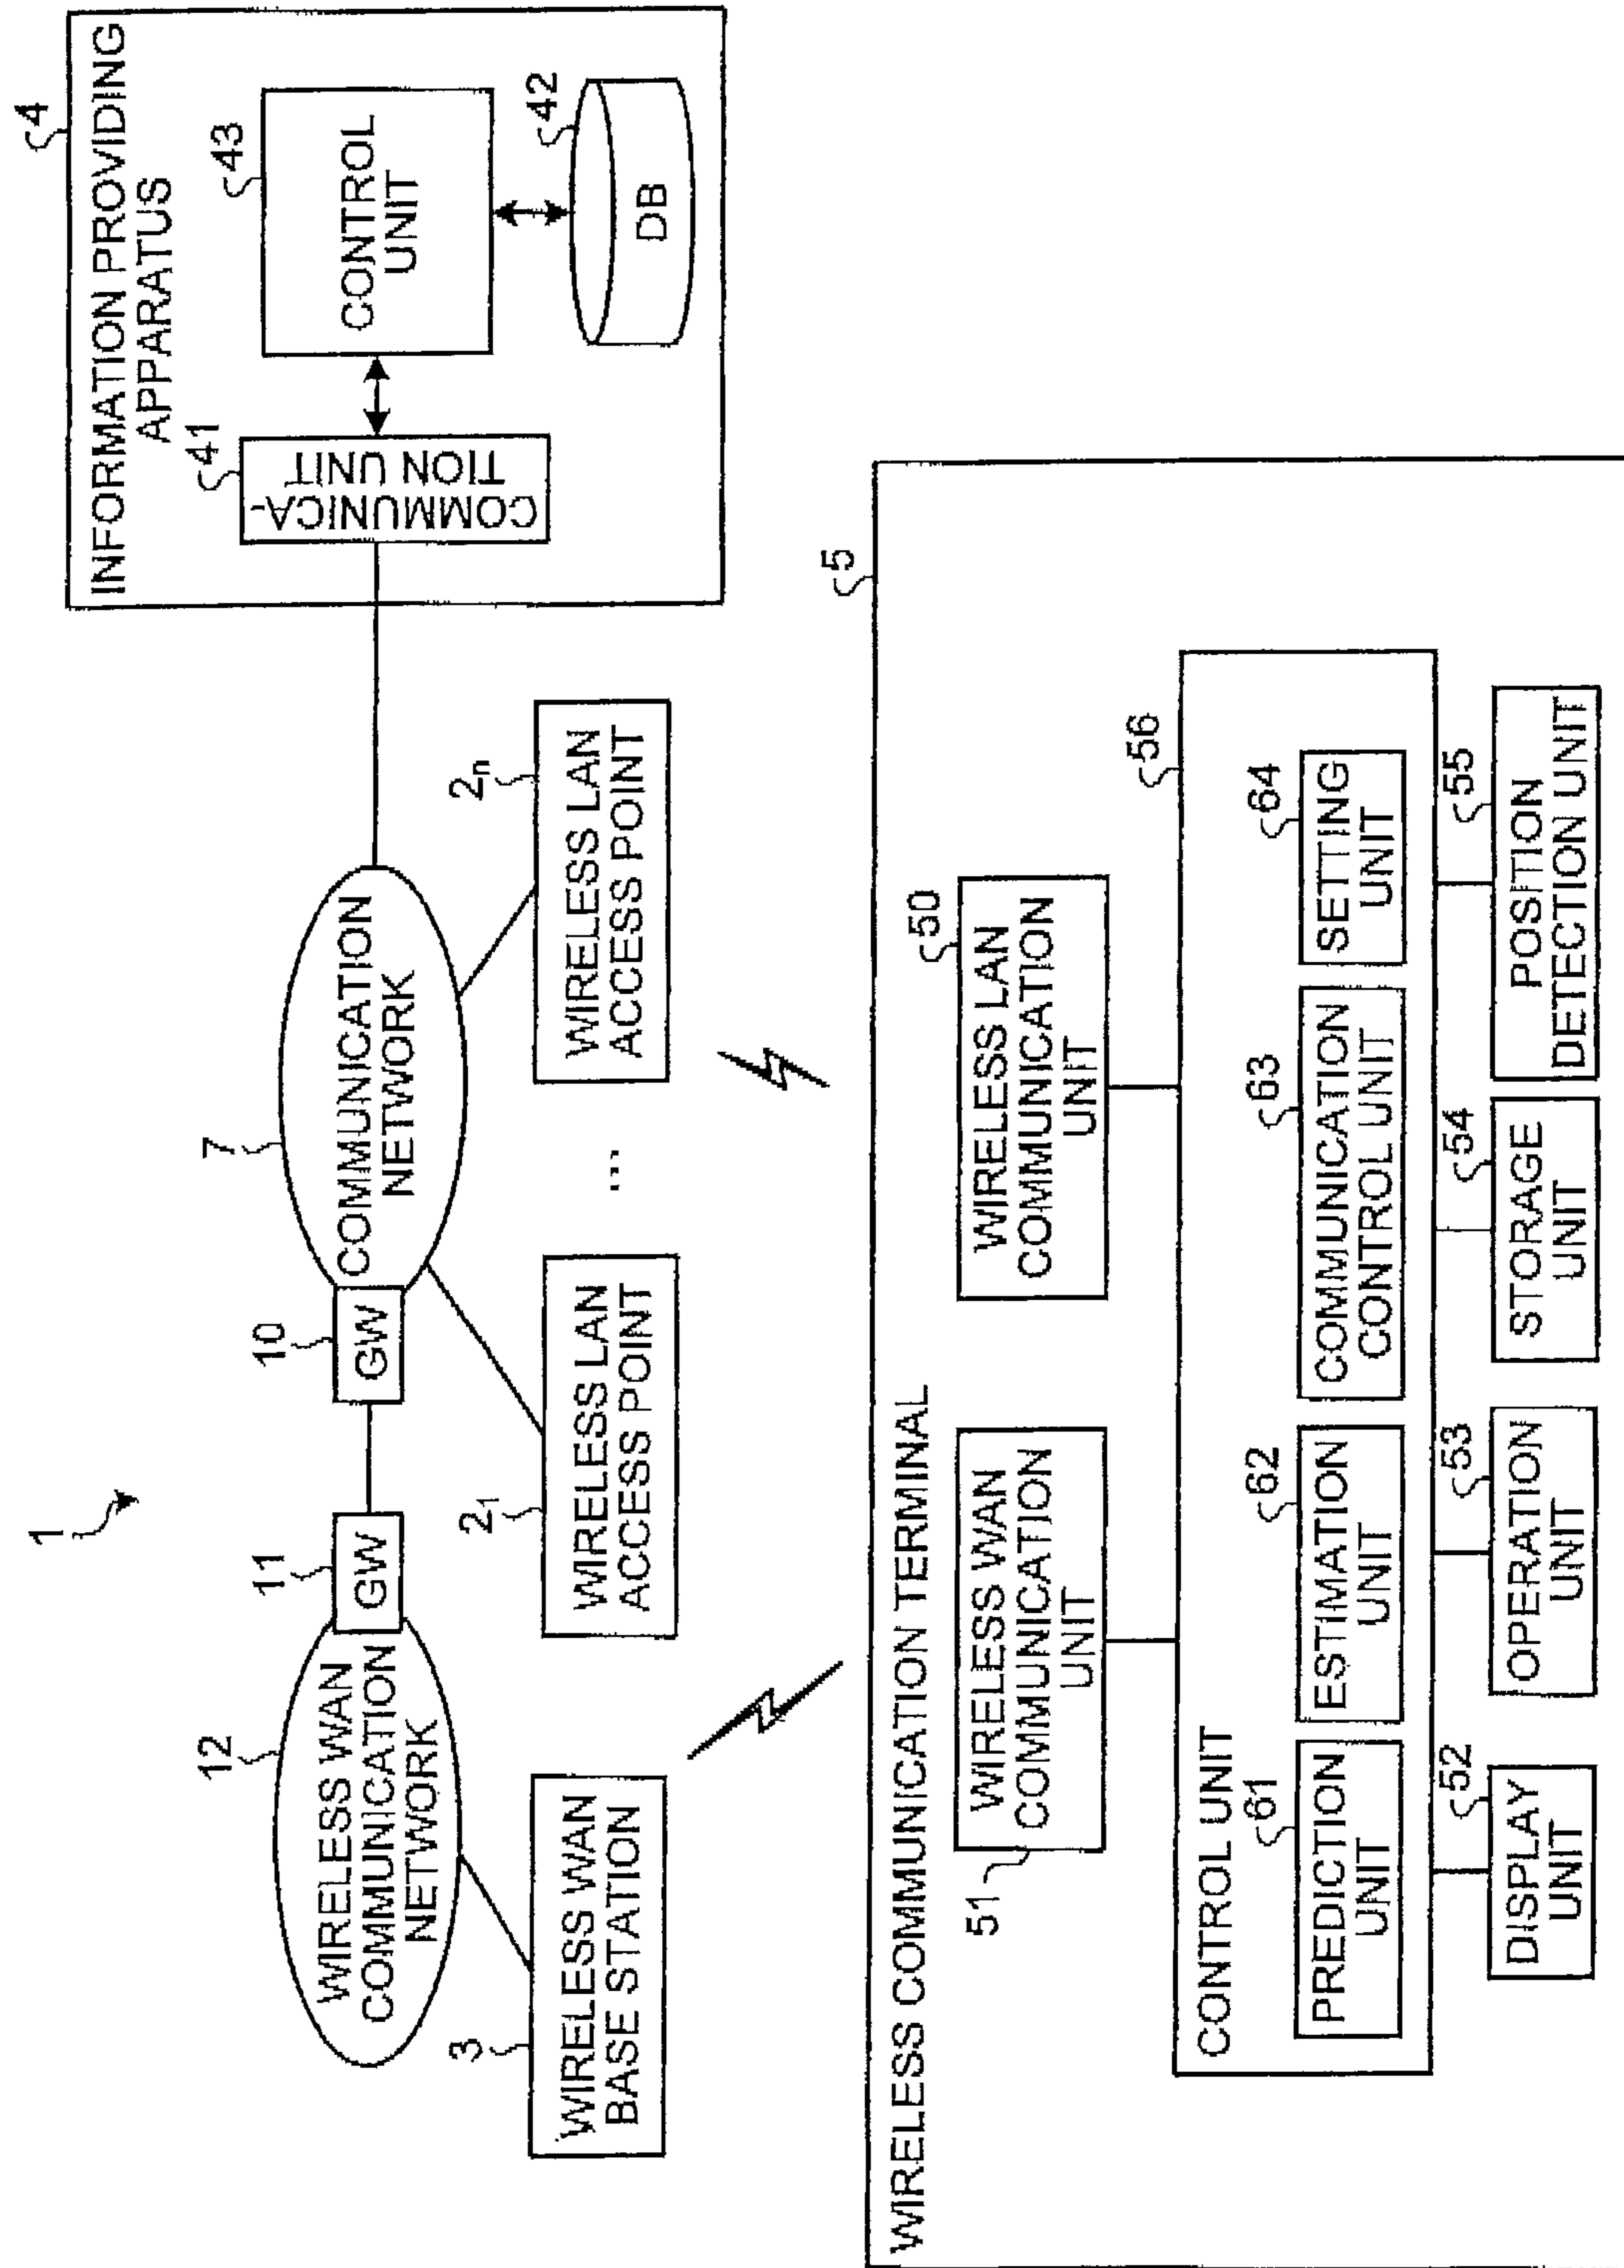 1
4
INFORMATION PROVIDING
APPARATUS
41
COMMUNICA-
TION UNIT
43
CONTROL
UNIT
42
DB
12
WIRELESS WAN
COMMUNICATION
NETWORK
11
GW
10
GW
7
COMMUNICATION
NETWORK
3
WIRELESS WAN
BASE STATION
2₁
WIRELESS LAN
ACCESS POINT
...
2ₙ
WIRELESS LAN
ACCESS POINT
5
WIRELESS COMMUNICATION TERMINAL
51
WIRELESS WAN
COMMUNICATION
UNIT
50
WIRELESS LAN
COMMUNICATION
UNIT
56
CONTROL UNIT
61
PREDICTION
UNIT
62
ESTIMATION
UNIT
63
COMMUNICATION
CONTROL UNIT
64
SETTING
UNIT
52
DISPLAY
UNIT
53
OPERATION
UNIT
54
STORAGE
UNIT
55
POSITION
DETECTION UNIT